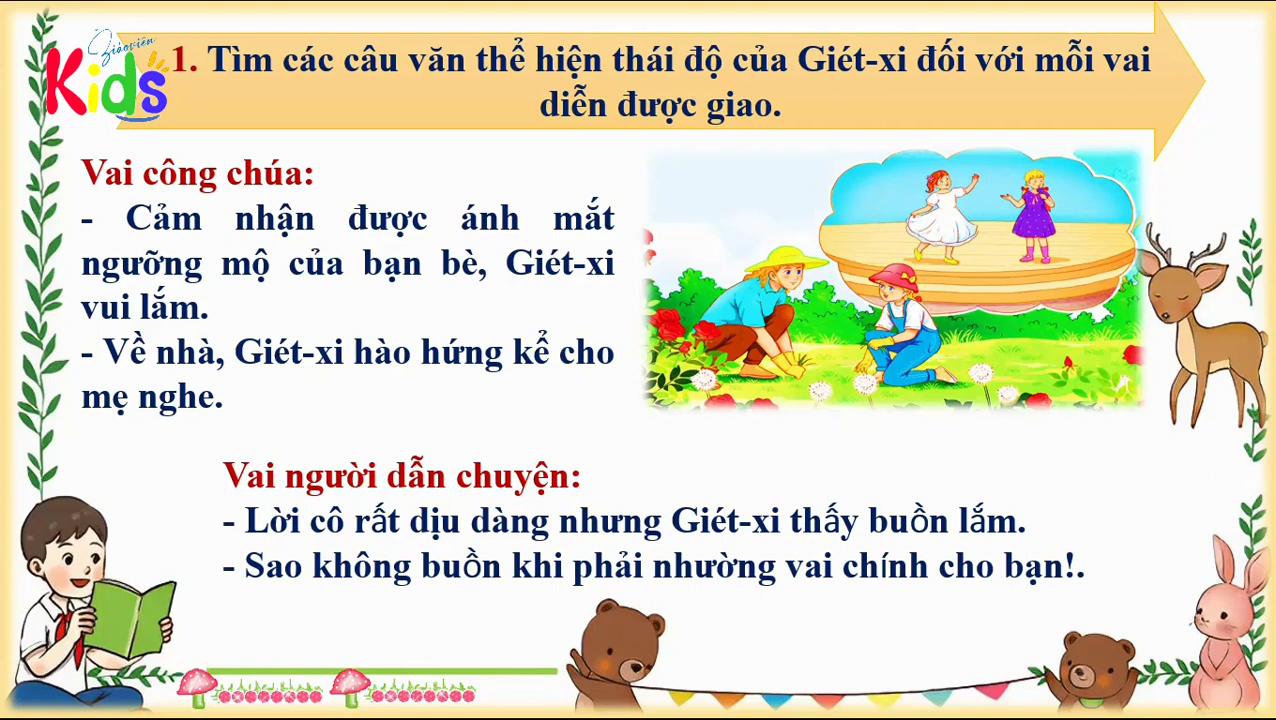 Giáo viên
Kids
1. Tìm các câu văn thể hiện thái độ của Giét-xi đối với mỗi vai
diễn được giao.
Vai công chúa:
- Cảm nhận được ánh mắt
ngưỡng mộ của bạn bè, Giét-xi
vui lắm.
- Về nhà, Giét-xi hào hứng kể cho
mẹ nghe.
Vai người dẫn chuyện:
- Lời cô rất dịu dàng nhưng Giét-xi thấy buồn lắm.
- Sao không buồn khi phải nhường vai chính cho bạn!.